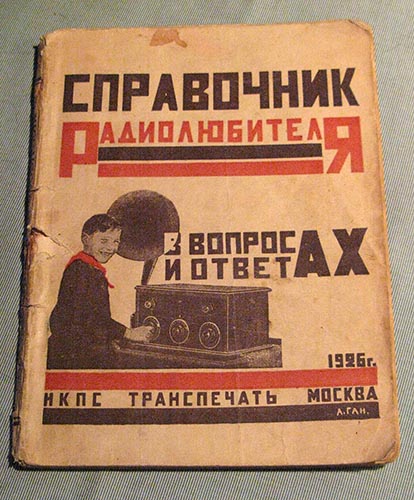 СПРАВОЧНИК
РАДИОЛЮБИТЕЛЯ
В ВОПРОСАХ
И ОТВЕТАХ
1926г.
НКПС ТРАНСПЕЧАТЬ МОСКВА
А.ГАН.